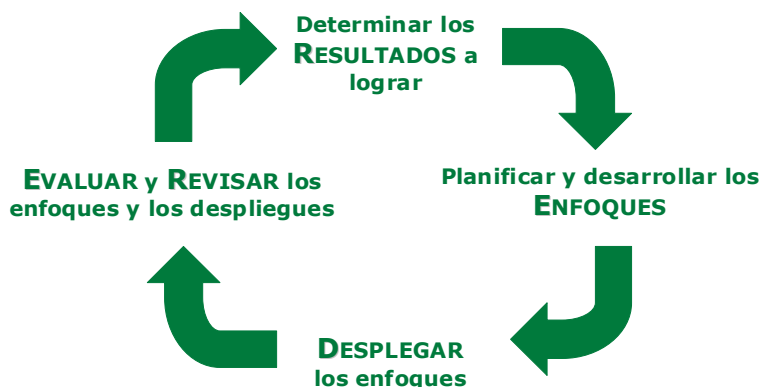 Determinar los
RESULTADOS a
lograr
Planificar y desarrollar los
ENFOQUES
DESPLEGAR
los enfoques
EVALUAR y REVISAR los
enfoques y los despliegues